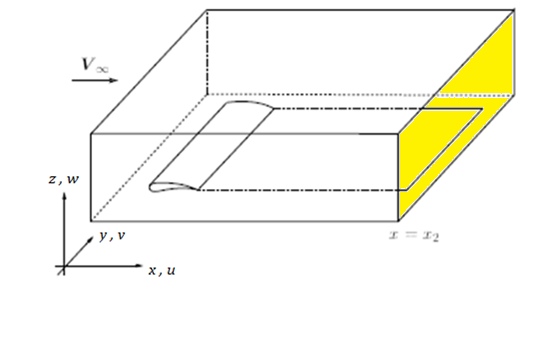 V∞
z , w
y , v
x = x₂
x , u